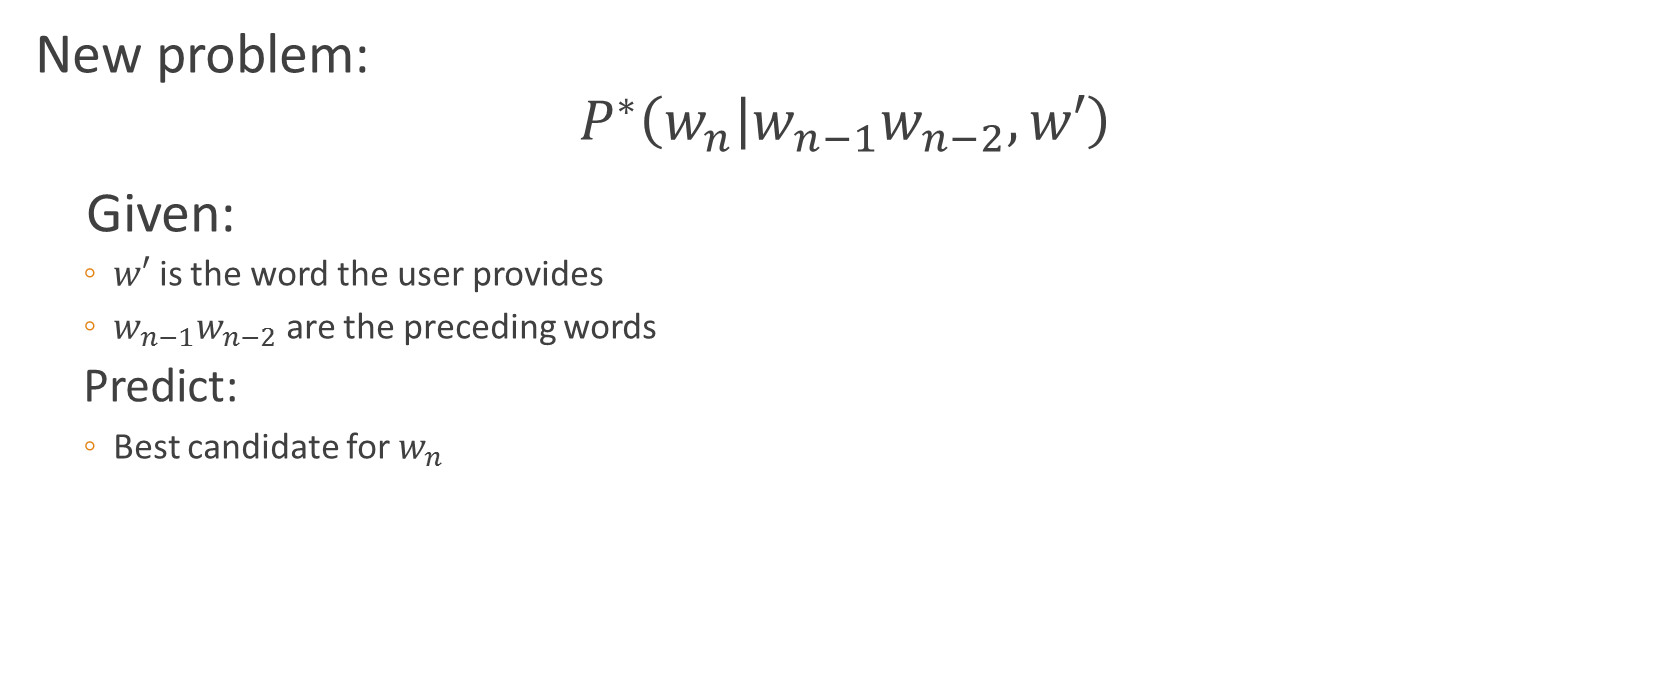 New problem:
P*(wₙ|wₙ₋₁wₙ₋₂, w′)
Given:
◦ w′ is the word the user provides
◦ wₙ₋₁wₙ₋₂ are the preceding words
Predict:
◦ Best candidate for wₙ